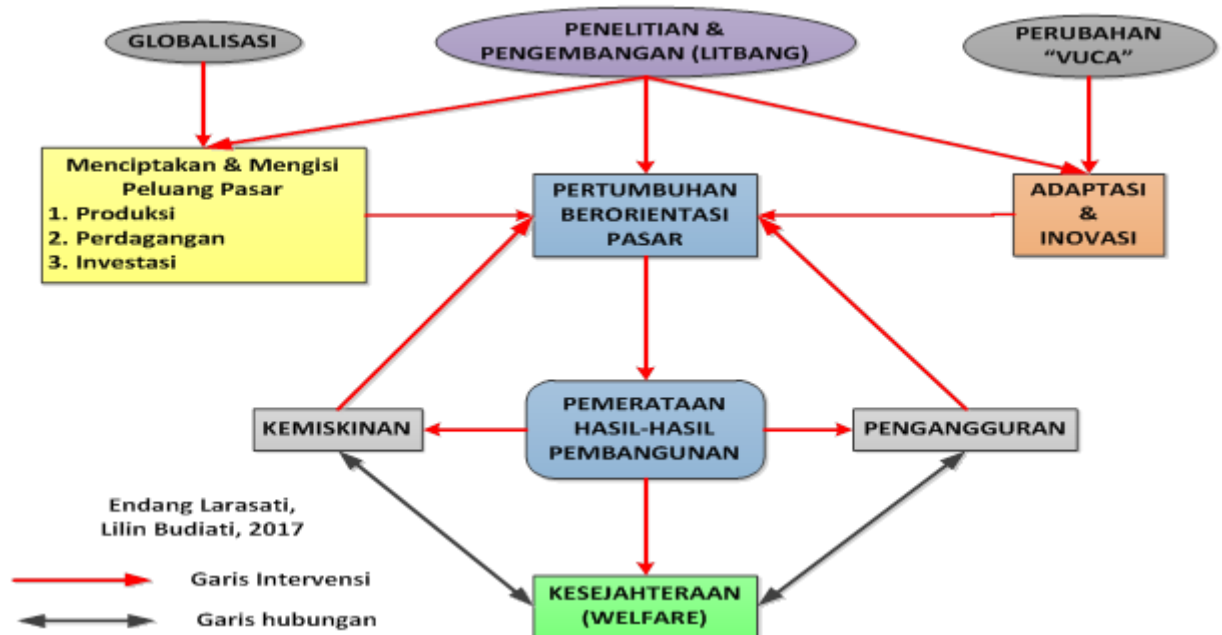 GLOBALISASI
PENELITIAN &
PENGEMBANGAN (LITBANG)
PERUBAHAN
“VUCA”
Menciptakan & Mengisi
Peluang Pasar
1. Produksi
2. Perdagangan
3. Investasi
PERTUMBUHAN
BERORIENTASI
PASAR
ADAPTASI
&
INOVASI
KEMISKINAN
PEMERATAAN
HASIL-HASIL
PEMBANGUNAN
PENGANGGURAN
Endang Larasati,
Lilin Budiati, 2017
Garis Intervensi
Garis hubungan
KESEJAHTERAAN
(WELFARE)